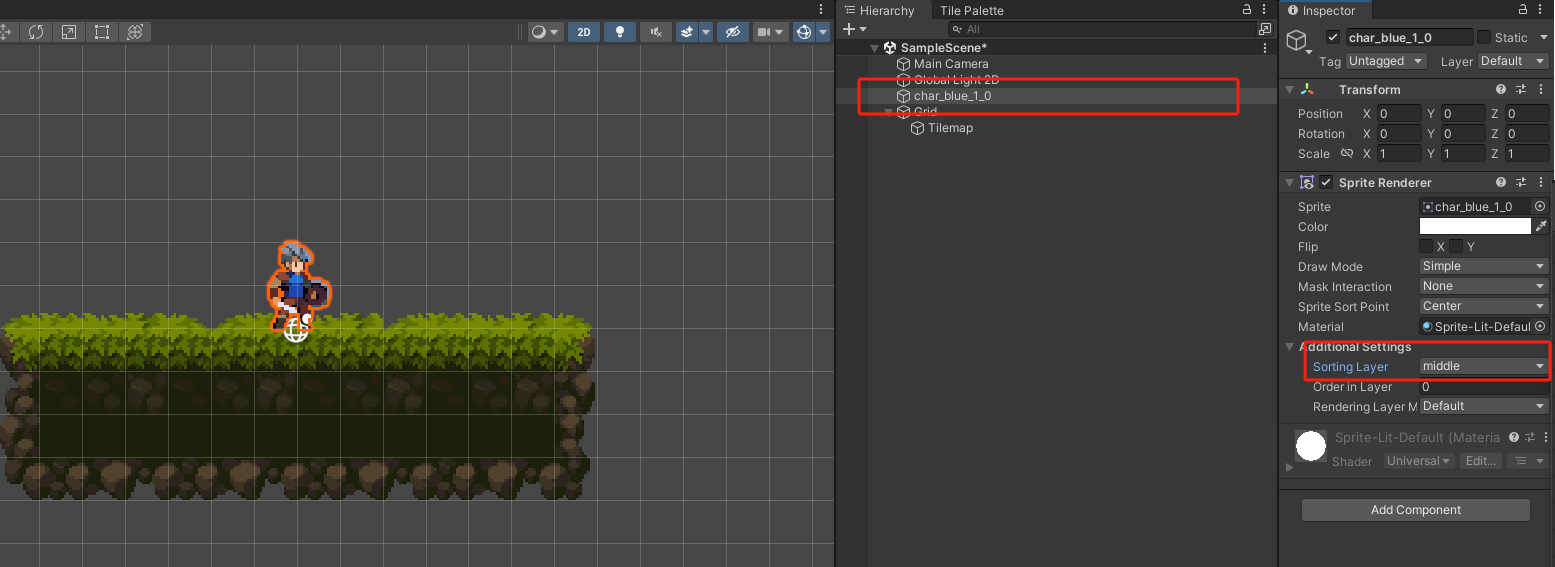 2D
Hierarchy
Tile Palette
All
SampleScene*
Main Camera
Global Light 2D
char_blue_1_0
Grid
Tilemap
Inspector
char_blue_1_0
Static
Tag Untagged Layer Default
Transform
Position X 0 Y 0 Z 0
Rotation X 0 Y 0 Z 0
Scale X 1 Y 1 Z 1
Sprite Renderer
Sprite char_blue_1_0
Color
Flip X Y
Draw Mode Simple
Mask Interaction None
Sprite Sort Point Center
Material Sprite-Lit-Defaul
Additional Settings
Sorting Layer middle
Order in Layer 0
Rendering Layer M Default
Sprite-Lit-Default (Materia
Shader Universal Edit...
Add Component